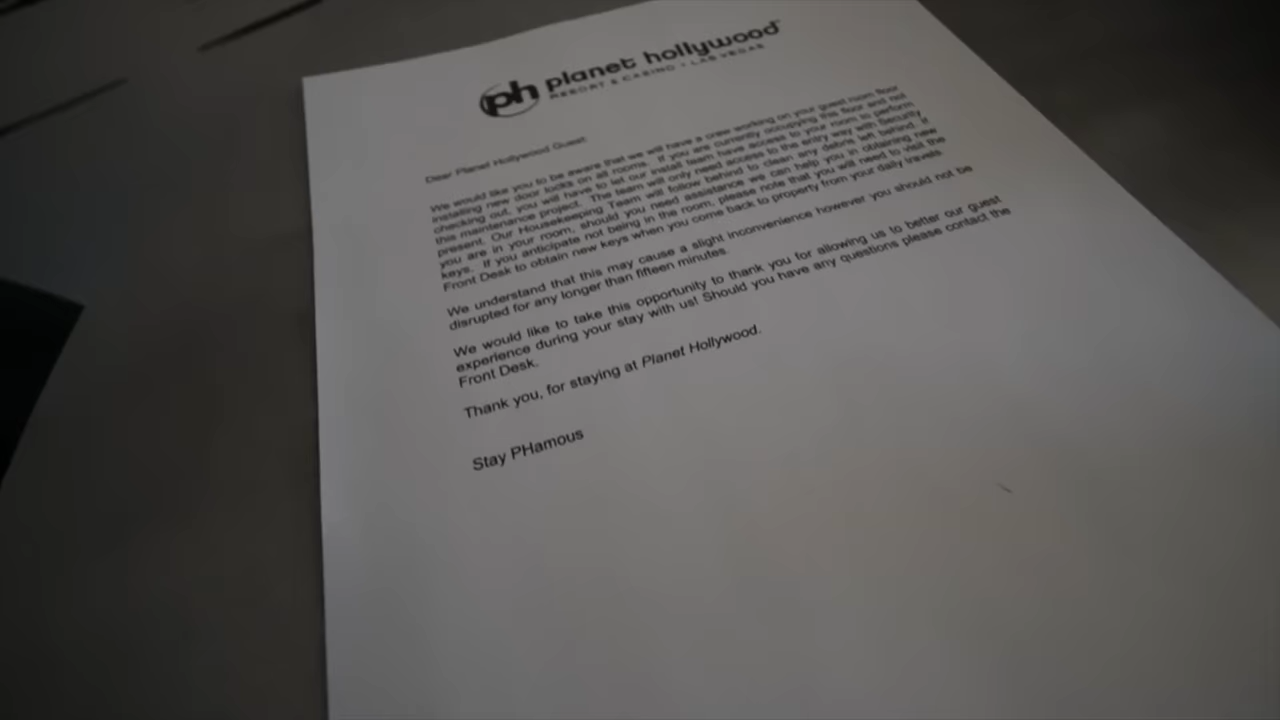 ph planet hollywood
RESORT & CASINO • LAS VEGAS
Dear Planet Hollywood Guest:
We would like you to be aware that we will have a crew working on your guest room floor
installing new door locks on all rooms. If you are currently occupying this floor and not
checking out, you will have to let our install team have access to your room to perform
this maintenance project. The team will only need access to the entry way with Security
present. Our Housekeeping Team will follow behind to clean any debris left behind. If
you are in your room, should you need assistance we can help you in obtaining new
keys. If you anticipate not being in the room, please note that you will need to visit the
Front Desk to obtain new keys when you come back to property from your daily travels.
We understand that this may cause a slight inconvenience however you should not be
disrupted for any longer than fifteen minutes.
We would like to take this opportunity to thank you for allowing us to better our guest
experience during your stay with us! Should you have any questions please contact the
Front Desk.
Thank you, for staying at Planet Hollywood.
Stay PHamous